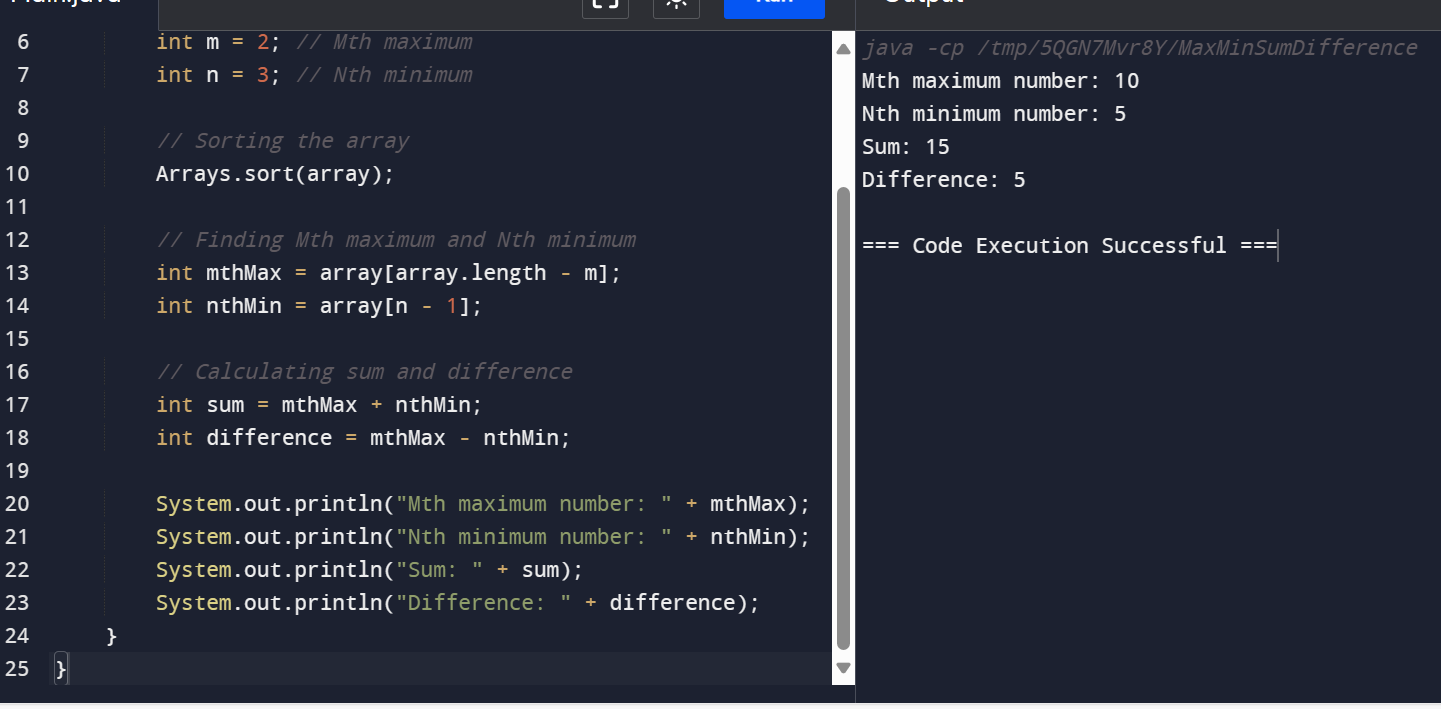 Main.java
Run
Output
6 int m = 2; // Mth maximum
7 int n = 3; // Nth minimum
8
9 // Sorting the array
10 Arrays.sort(array);
11
12 // Finding Mth maximum and Nth minimum
13 int mthMax = array[array.length - m];
14 int nthMin = array[n - 1];
15
16 // Calculating sum and difference
17 int sum = mthMax + nthMin;
18 int difference = mthMax - nthMin;
19
20 System.out.println("Mth maximum number: " + mthMax);
21 System.out.println("Nth minimum number: " + nthMin);
22 System.out.println("Sum: " + sum);
23 System.out.println("Difference: " + difference);
24 }
25 }
java -cp /tmp/5QGN7Mvr8Y/MaxMinSumDifference
Mth maximum number: 10
Nth minimum number: 5
Sum: 15
Difference: 5
=== Code Execution Successful ===